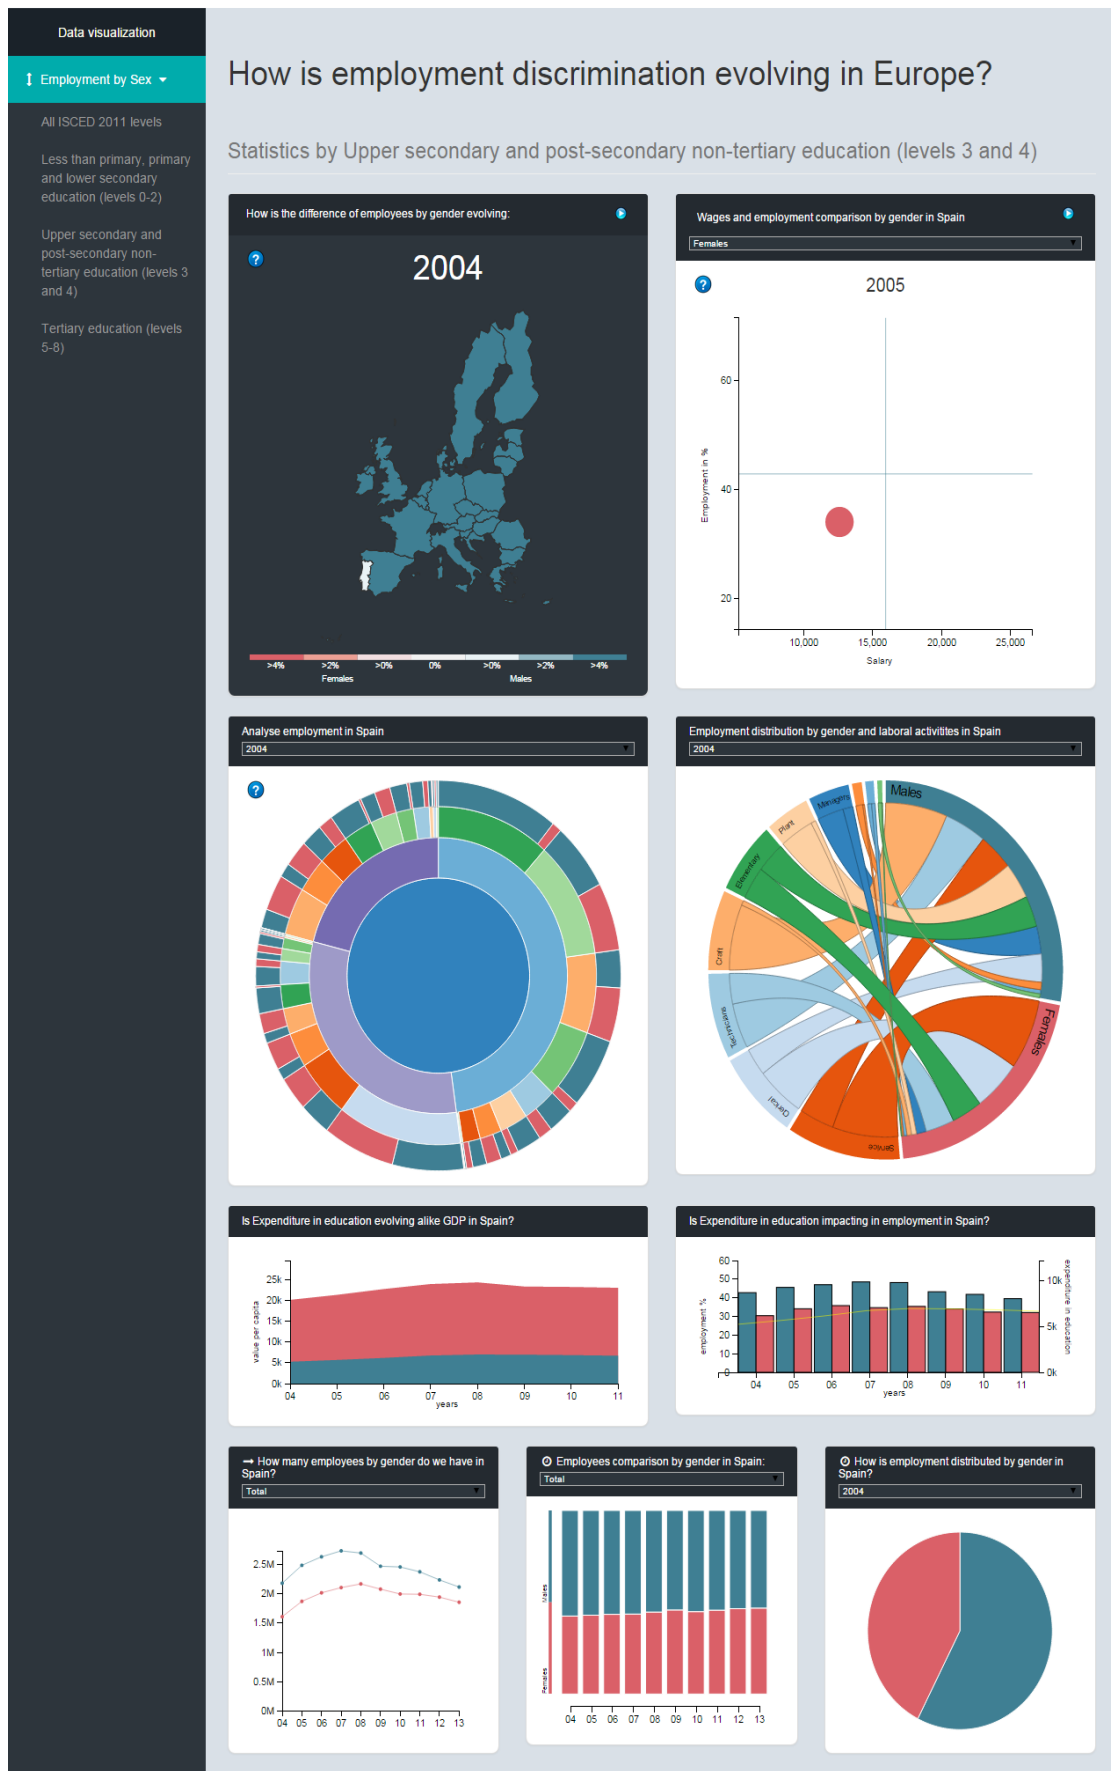 Data visualization
Employment by Sex
All ISCED 2011 levels
Less than primary, primary
and lower secondary
education (levels 0-2)
Upper secondary and
post-secondary non-
tertiary education (levels 3
and 4)
Tertiary education (levels
5-8)
How is employment discrimination evolving in Europe?
Statistics by Upper secondary and post-secondary non-tertiary education (levels 3 and 4)
How is the difference of employees by gender evolving:
?
2004
>4% >2% >0% 0% >0% >2% >4%
Females Males
Wages and employment comparison by gender in Spain
Females
?
2005
60
40
20
Employment in %
10,000 15,000 20,000 25,000
Salary
Analyse employment in Spain
2004
?
Employment distribution by gender and laboral activitites in Spain
2004
Males
Females
Service
Clerical
Technicians
Craft
Elementary
Plant
Managers
Is Expenditure in education evolving alike GDP in Spain?
25k
20k
15k
10k
5k
0k
value per capita
04 05 06 07 08 09 10 11
years
Is Expenditure in education impacting in employment in Spain?
60
50
40
30
20
10
0
employment %
10k
5k
0k
expenditure in education
04 05 06 07 08 09 10 11
years
How many employees by gender do we have in
Spain?
Total
2.5M
2M
1.5M
1M
0.5M
0M
04 05 06 07 08 09 10 11 12 13
Employees comparison by gender in Spain:
Total
Males
Females
04 05 06 07 08 09 10 11 12 13
How is employment distributed by gender in
Spain?
2004